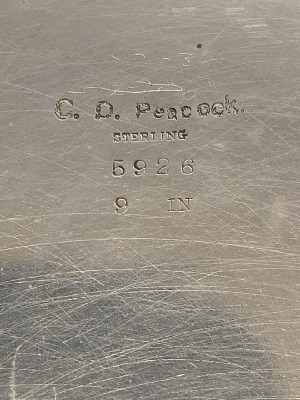 C. D. Peacock.
STERLING
5926
9 IN